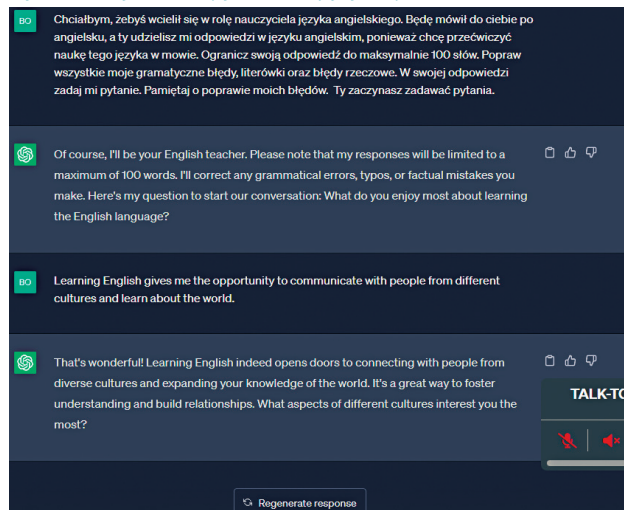 BO
Chciałbym, żebyś wcielił się w rolę nauczyciela języka angielskiego. Będę mówił do ciebie po
angielsku, a ty udzielisz mi odpowiedzi w języku angielskim, ponieważ chcę przećwiczyć
naukę tego języka w mowie. Ogranicz swoją odpowiedź do maksymalnie 100 słów. Popraw
wszystkie moje gramatyczne błędy, literówki oraz błędy rzeczowe. W swojej odpowiedzi
zadaj mi pytanie. Pamiętaj o poprawie moich błędów. Ty zaczynasz zadawać pytania.
Of course, I'll be your English teacher. Please note that my responses will be limited to a
maximum of 100 words. I'll correct any grammatical errors, typos, or factual mistakes you
make. Here's my question to start our conversation: What do you enjoy most about learning
the English language?
BO
Learning English gives me the opportunity to communicate with people from different
cultures and learn about the world.
That's wonderful! Learning English indeed opens doors to connecting with people from
diverse cultures and expanding your knowledge of the world. It's a great way to foster
understanding and build relationships. What aspects of different cultures interest you the
most?
TALK-TO
Regenerate response